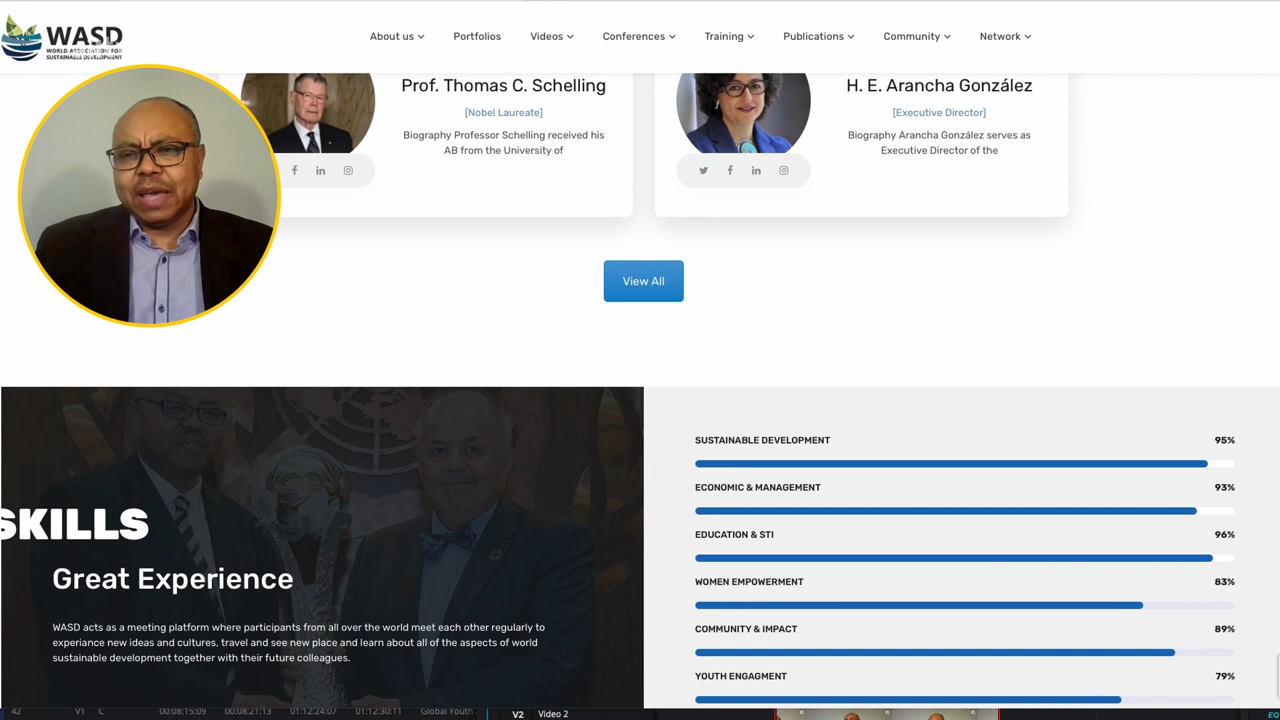 WASD
WORLD ASSOCIATION FOR
SUSTAINABLE DEVELOPMENT
About us
Portfolios
Videos
Conferences
Training
Publications
Community
Network
Prof. Thomas C. Schelling
[Nobel Laureate]
Biography Professor Schelling received his
AB from the University of
H. E. Arancha González
[Executive Director]
Biography Arancha González serves as
Executive Director of the
View All
SKILLS
Great Experience
WASD acts as a meeting platform where participants from all over the world meet each other regularly to
experiance new ideas and cultures, travel and see new place and learn about all of the aspects of world
sustainable development together with their future colleagues.
SUSTAINABLE DEVELOPMENT 95%
ECONOMIC & MANAGEMENT 93%
EDUCATION & STI 96%
WOMEN EMPOWERMENT 83%
COMMUNITY & IMPACT 89%
YOUTH ENGAGMENT 79%
42 V1 C 00:08:15:09 00:08:21:13 01:12:24:07 01:12:30:11 Global Youth V2 Video 2 EQ